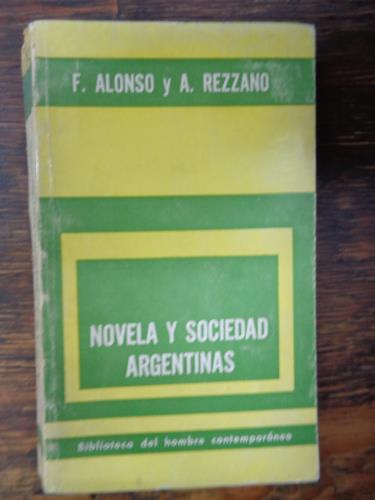 F. ALONSO y A. REZZANO
NOVELA Y SOCIEDAD
ARGENTINAS
Biblioteca del hombre contemporáneo